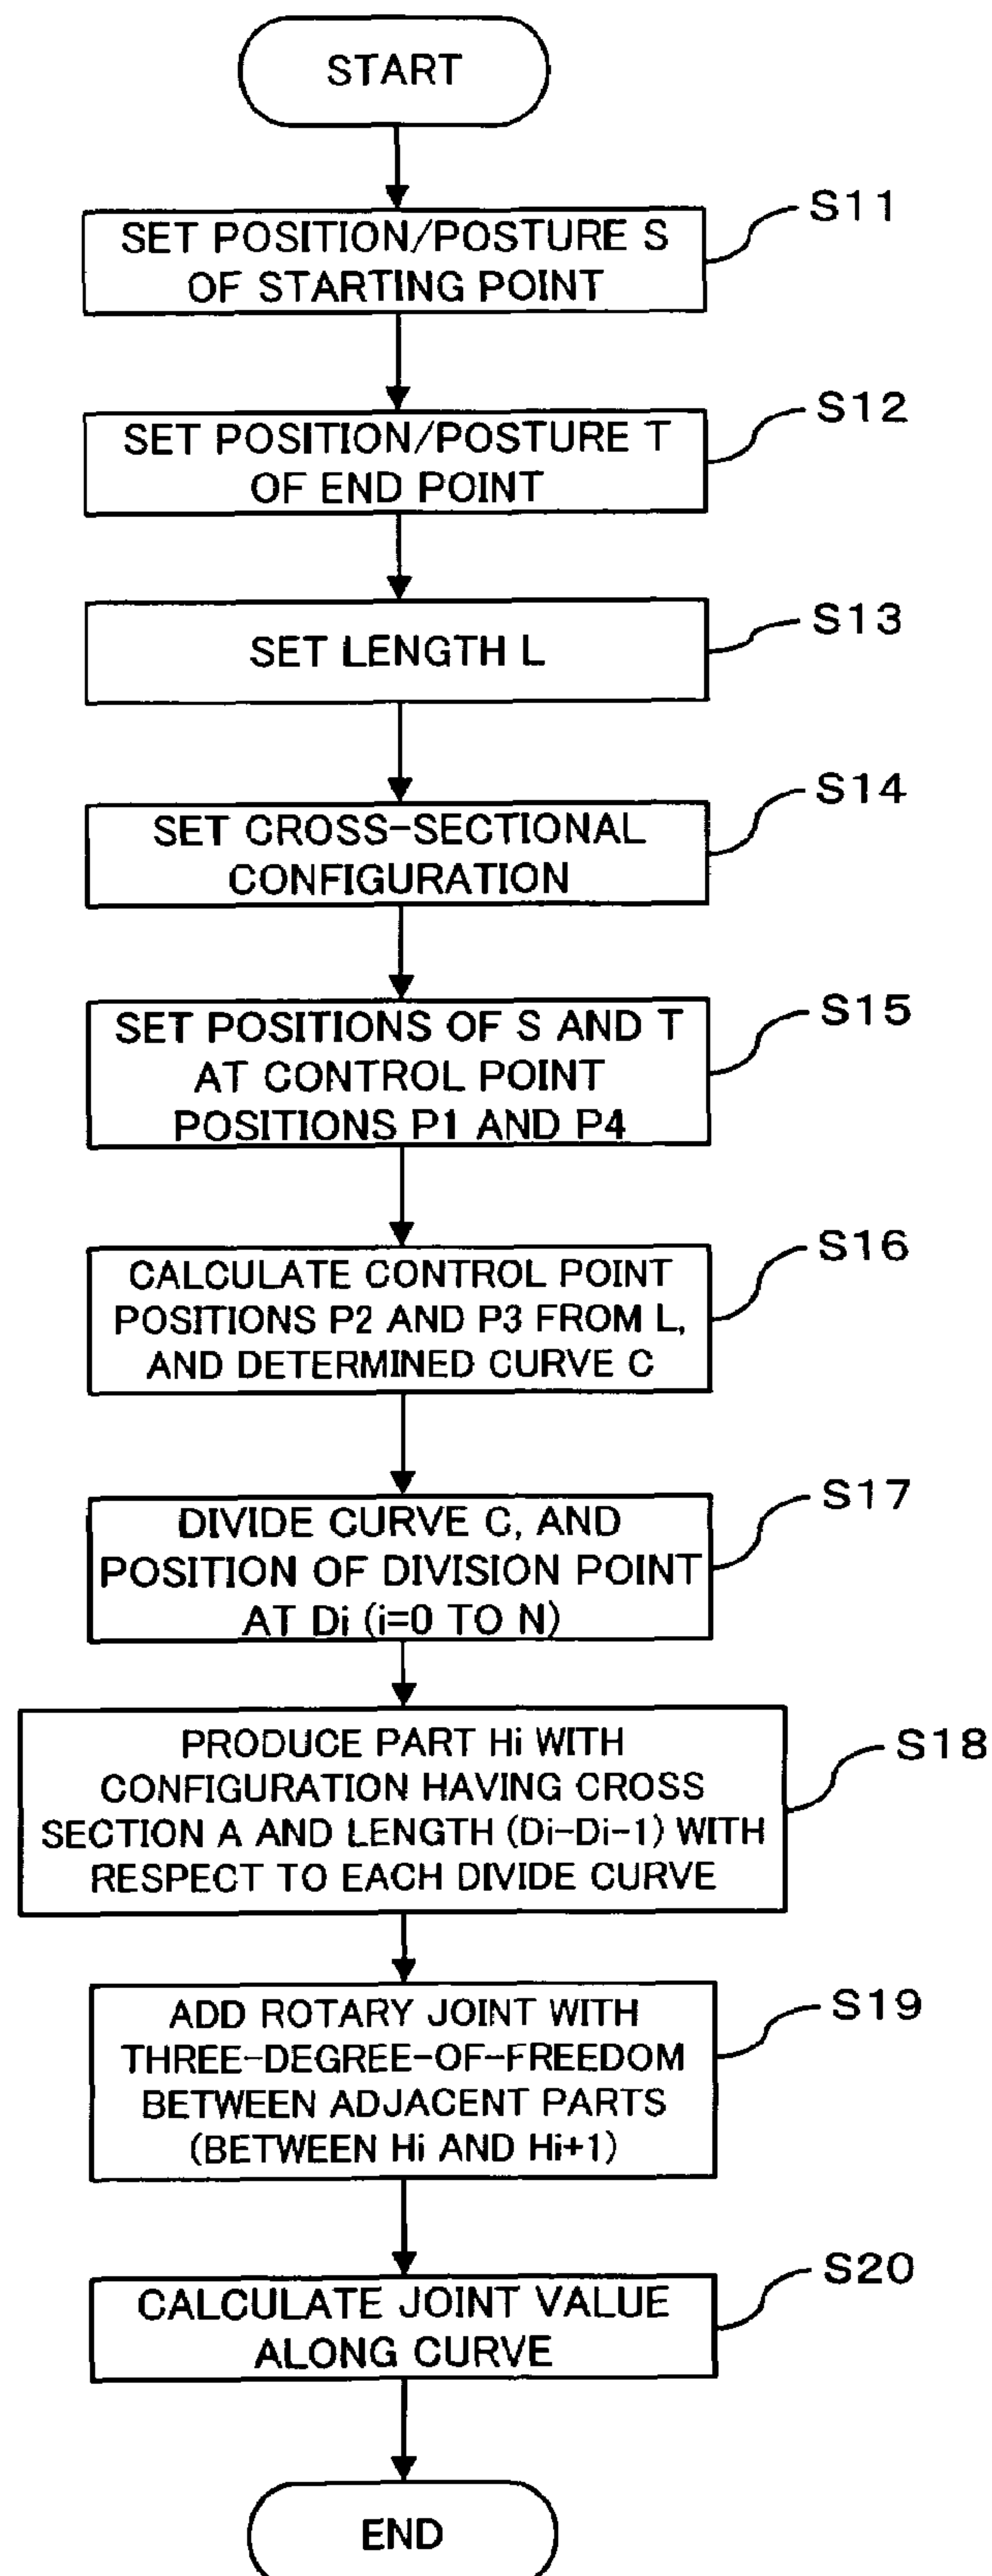 START
S11
SET POSITION/POSTURE S
OF STARTING POINT
S12
SET POSITION/POSTURE T
OF END POINT
S13
SET LENGTH L
S14
SET CROSS-SECTIONAL
CONFIGURATION
S15
SET POSITIONS OF S AND T
AT CONTROL POINT
POSITIONS P1 AND P4
S16
CALCULATE CONTROL POINT
POSITIONS P2 AND P3 FROM L,
AND DETERMINED CURVE C
S17
DIVIDE CURVE C, AND
POSITION OF DIVISION POINT
AT Di (i=0 TO N)
S18
PRODUCE PART Hi WITH
CONFIGURATION HAVING CROSS
SECTION A AND LENGTH (Di-Di-1) WITH
RESPECT TO EACH DIVIDE CURVE
S19
ADD ROTARY JOINT WITH
THREE-DEGREE-OF-FREEDOM
BETWEEN ADJACENT PARTS
(BETWEEN Hi AND Hi+1)
S20
CALCULATE JOINT VALUE
ALONG CURVE
END